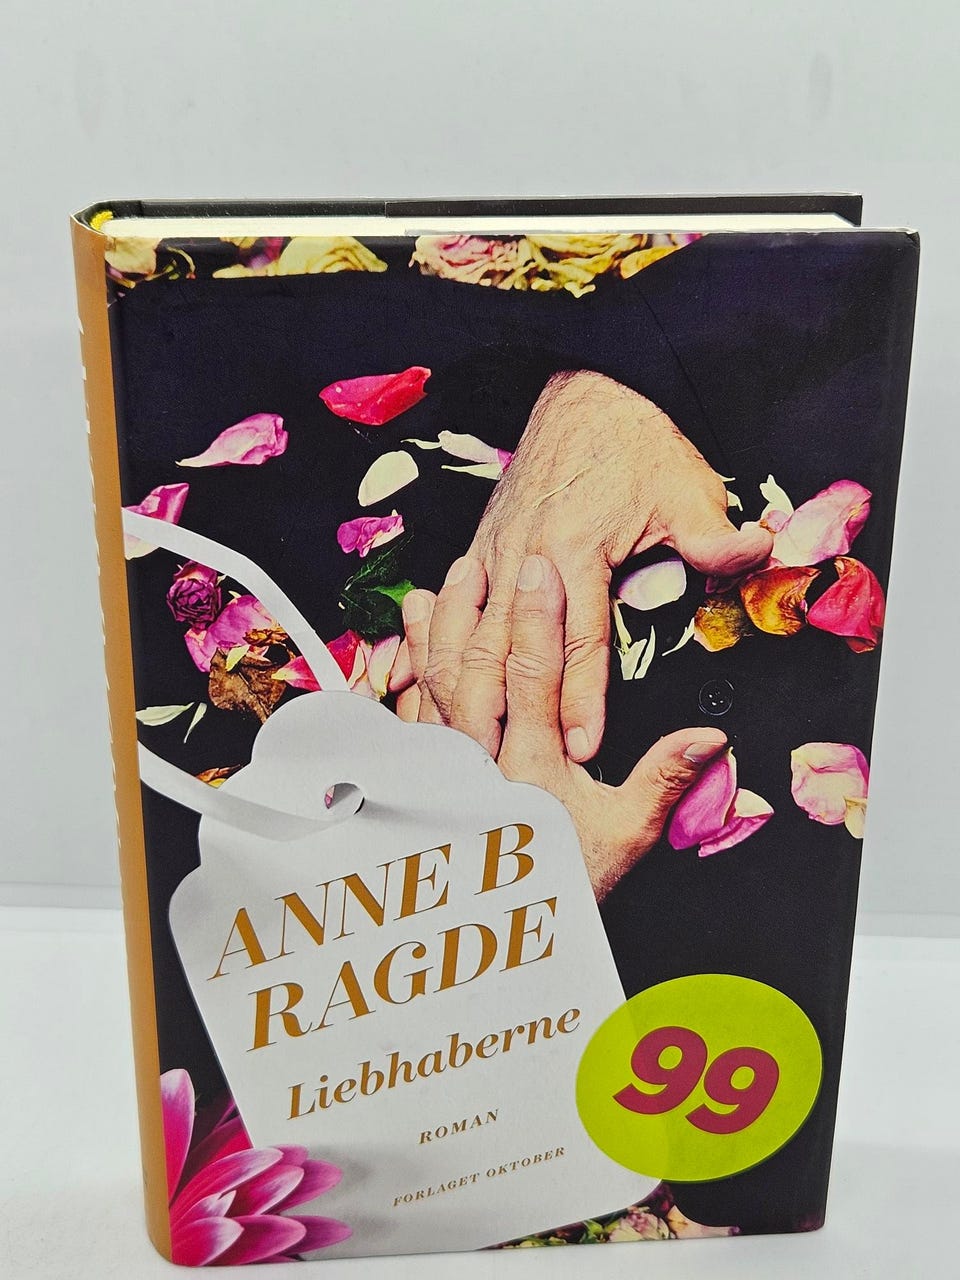 ANNE B
RAGDE
Liebhaberne
ROMAN
FORLAGET OKTOBER
99